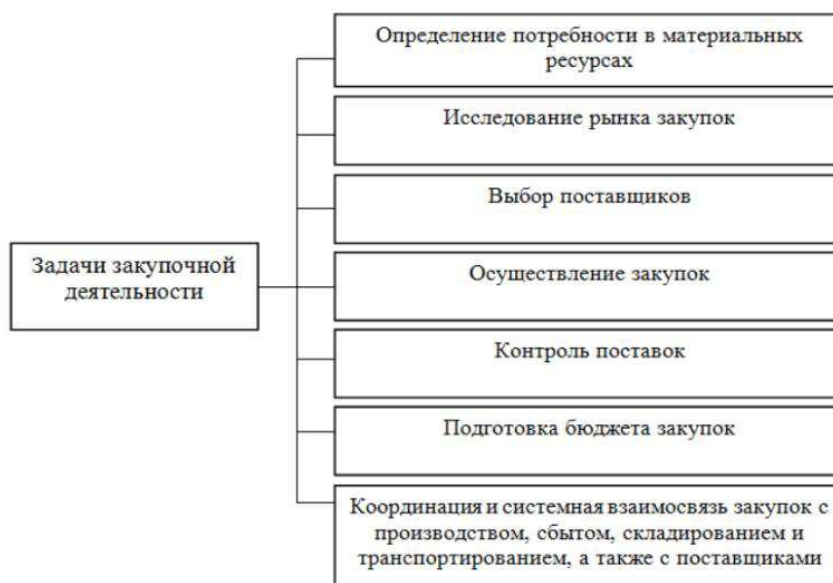 Определение потребности в материальных
ресурсах
Исследование рынка закупок
Выбор поставщиков
Задачи закупочной
деятельности
Осуществление закупок
Контроль поставок
Подготовка бюджета закупок
Координация и системная взаимосвязь закупок с
производством, сбытом, складированием и
транспортированием, а также с поставщиками